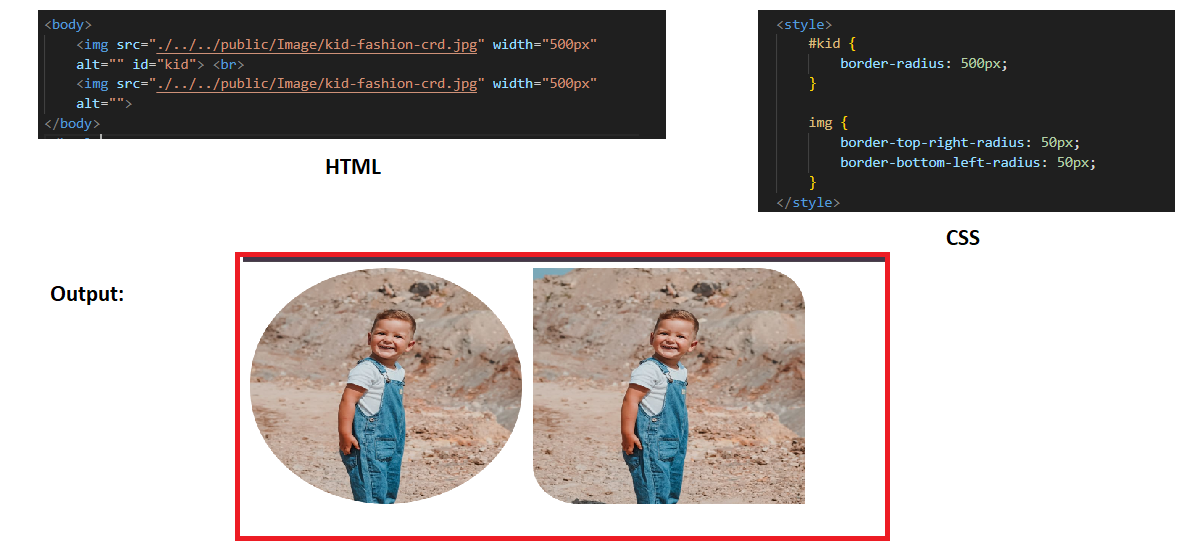 <body>
<img src="./../../public/Image/kid-fashion-crd.jpg" width="500px"
alt="" id="kid"> <br>
<img src="./../../public/Image/kid-fashion-crd.jpg" width="500px"
alt="">
</body>
HTML
<style>
#kid {
border-radius: 500px;
}
img {
border-top-right-radius: 50px;
border-bottom-left-radius: 50px;
}
</style>
CSS
Output: